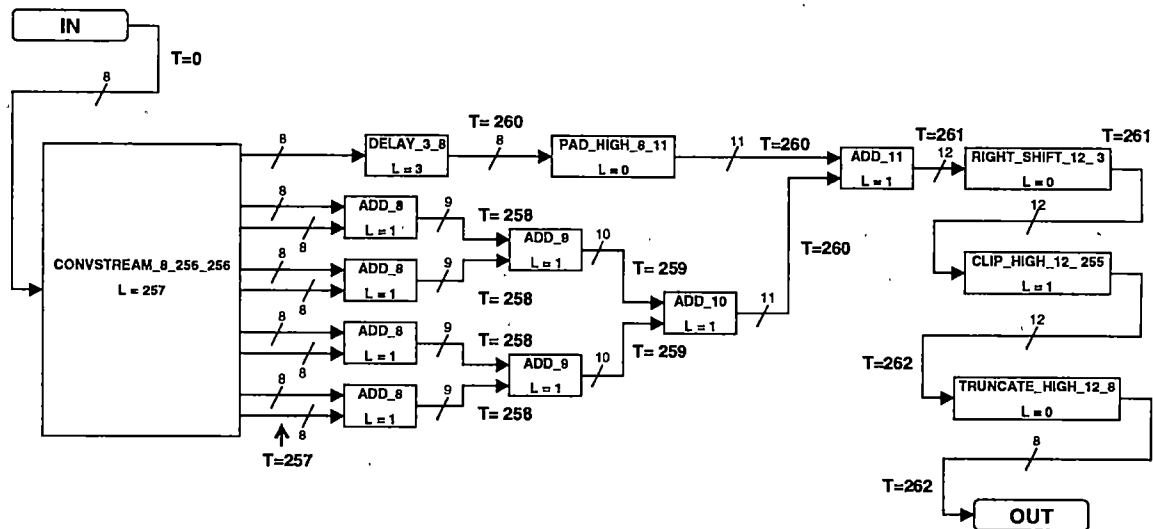 IN
T=0
8
CONVSTREAM_8_256_256
L = 257
8
DELAY_3_8
L = 3
T= 260
8
PAD_HIGH_8_11
L = 0
11
T= 260
ADD_11
L = 1
T=261
12
RIGHT_SHIFT_12_3
L = 0
T=261
8
8
ADD_8
L = 1
9
T= 258
8
8
ADD_8
L = 1
9
T= 258
ADD_9
L = 1
10
T= 259
8
8
ADD_8
L = 1
9
T= 258
8
8
ADD_8
L = 1
9
T= 258
ADD_9
L = 1
10
T= 259
T=257
ADD_10
L = 1
11
T= 260
12
CLIP_HIGH_12_255
L = 1
12
T=262
TRUNCATE_HIGH_12_8
L = 0
8
T=262
OUT